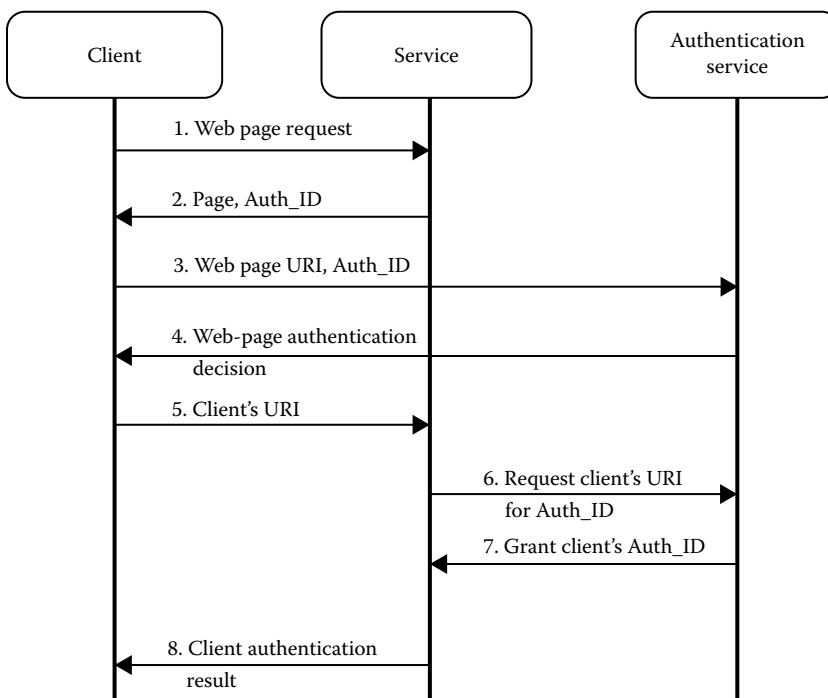 Client
Service
Authentication
service
1. Web page request
2. Page, Auth_ID
3. Web page URI, Auth_ID
4. Web-page authentication
decision
5. Client’s URI
6. Request client’s URI
for Auth_ID
7. Grant client’s Auth_ID
8. Client authentication
result